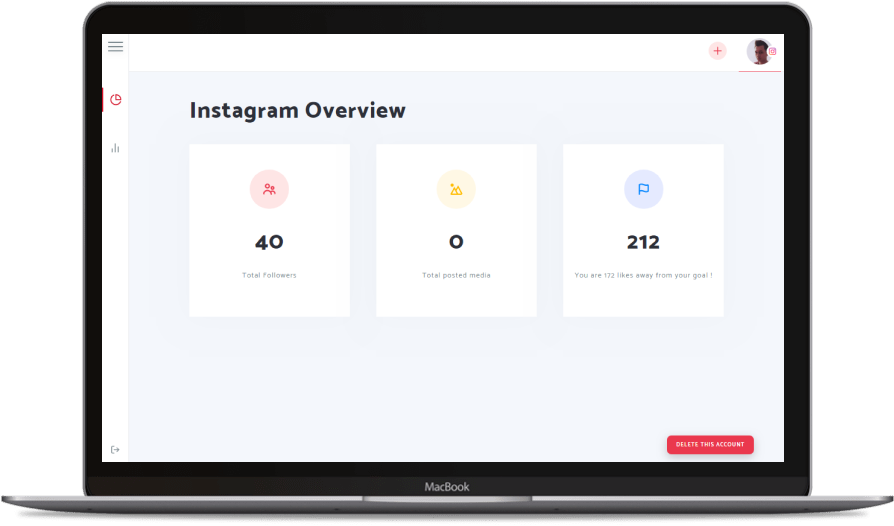 Instagram Overview
40
0
212
Total Followers
Total posted media
You are 172 likes away from your goal !
DELETE THIS ACCOUNT
MacBook